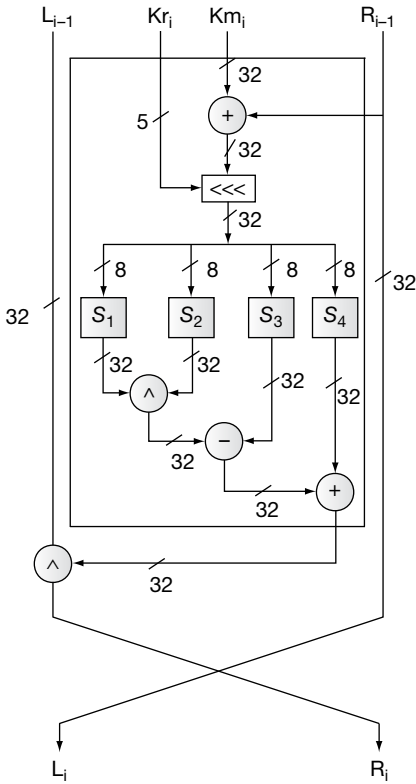 L_{i–1} Kr_i Km_i R_{i–1}
32
+
5
32
<<<
32
8 8 8 8
32 32
S_1 S_2 S_3 S_4
32 32 32 32
^
–
32
+
32
^
32
L_i R_i